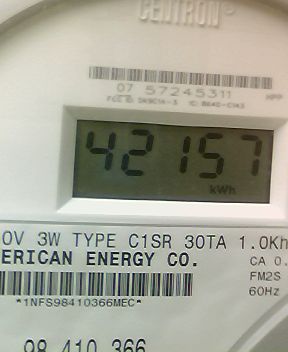 CENTRON®
07 57245311
42157
kWh
0V 3W TYPE C1SR 30TA 1.0Kh
ERICAN ENERGY CO.
CA 0.
FM2S
60Hz
*1NFS98410366MEC*
98 410 366